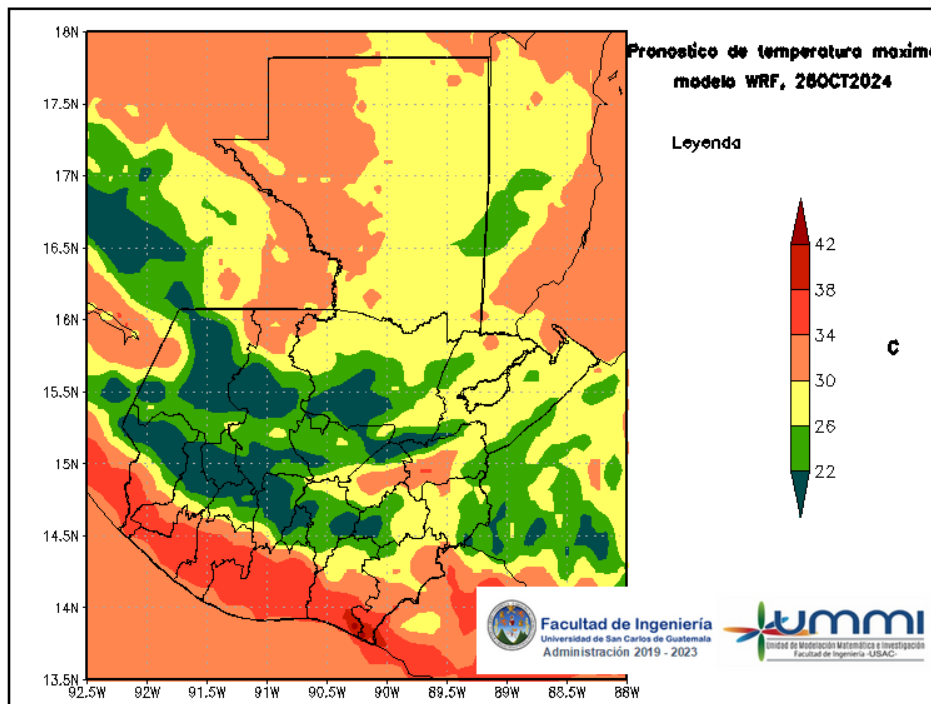 Pronostico de temperatura maxima
modelo WRF, 28OCT2024
Leyenda
18N
17.5N
17N
16.5N
16N
15.5N
15N
14.5N
14N
13.5N
92.5W 92W 91.5W 91W 90.5W 90W 89.5W 89W 88.5W 88W
42
38
34
30
26
22
C
Facultad de Ingeniería
Universidad de San Carlos de Guatemala
Administración 2019 - 2023
UMMI
Unidad de Modelación Matemática e Investigación
Facultad de Ingeniería -USAC-